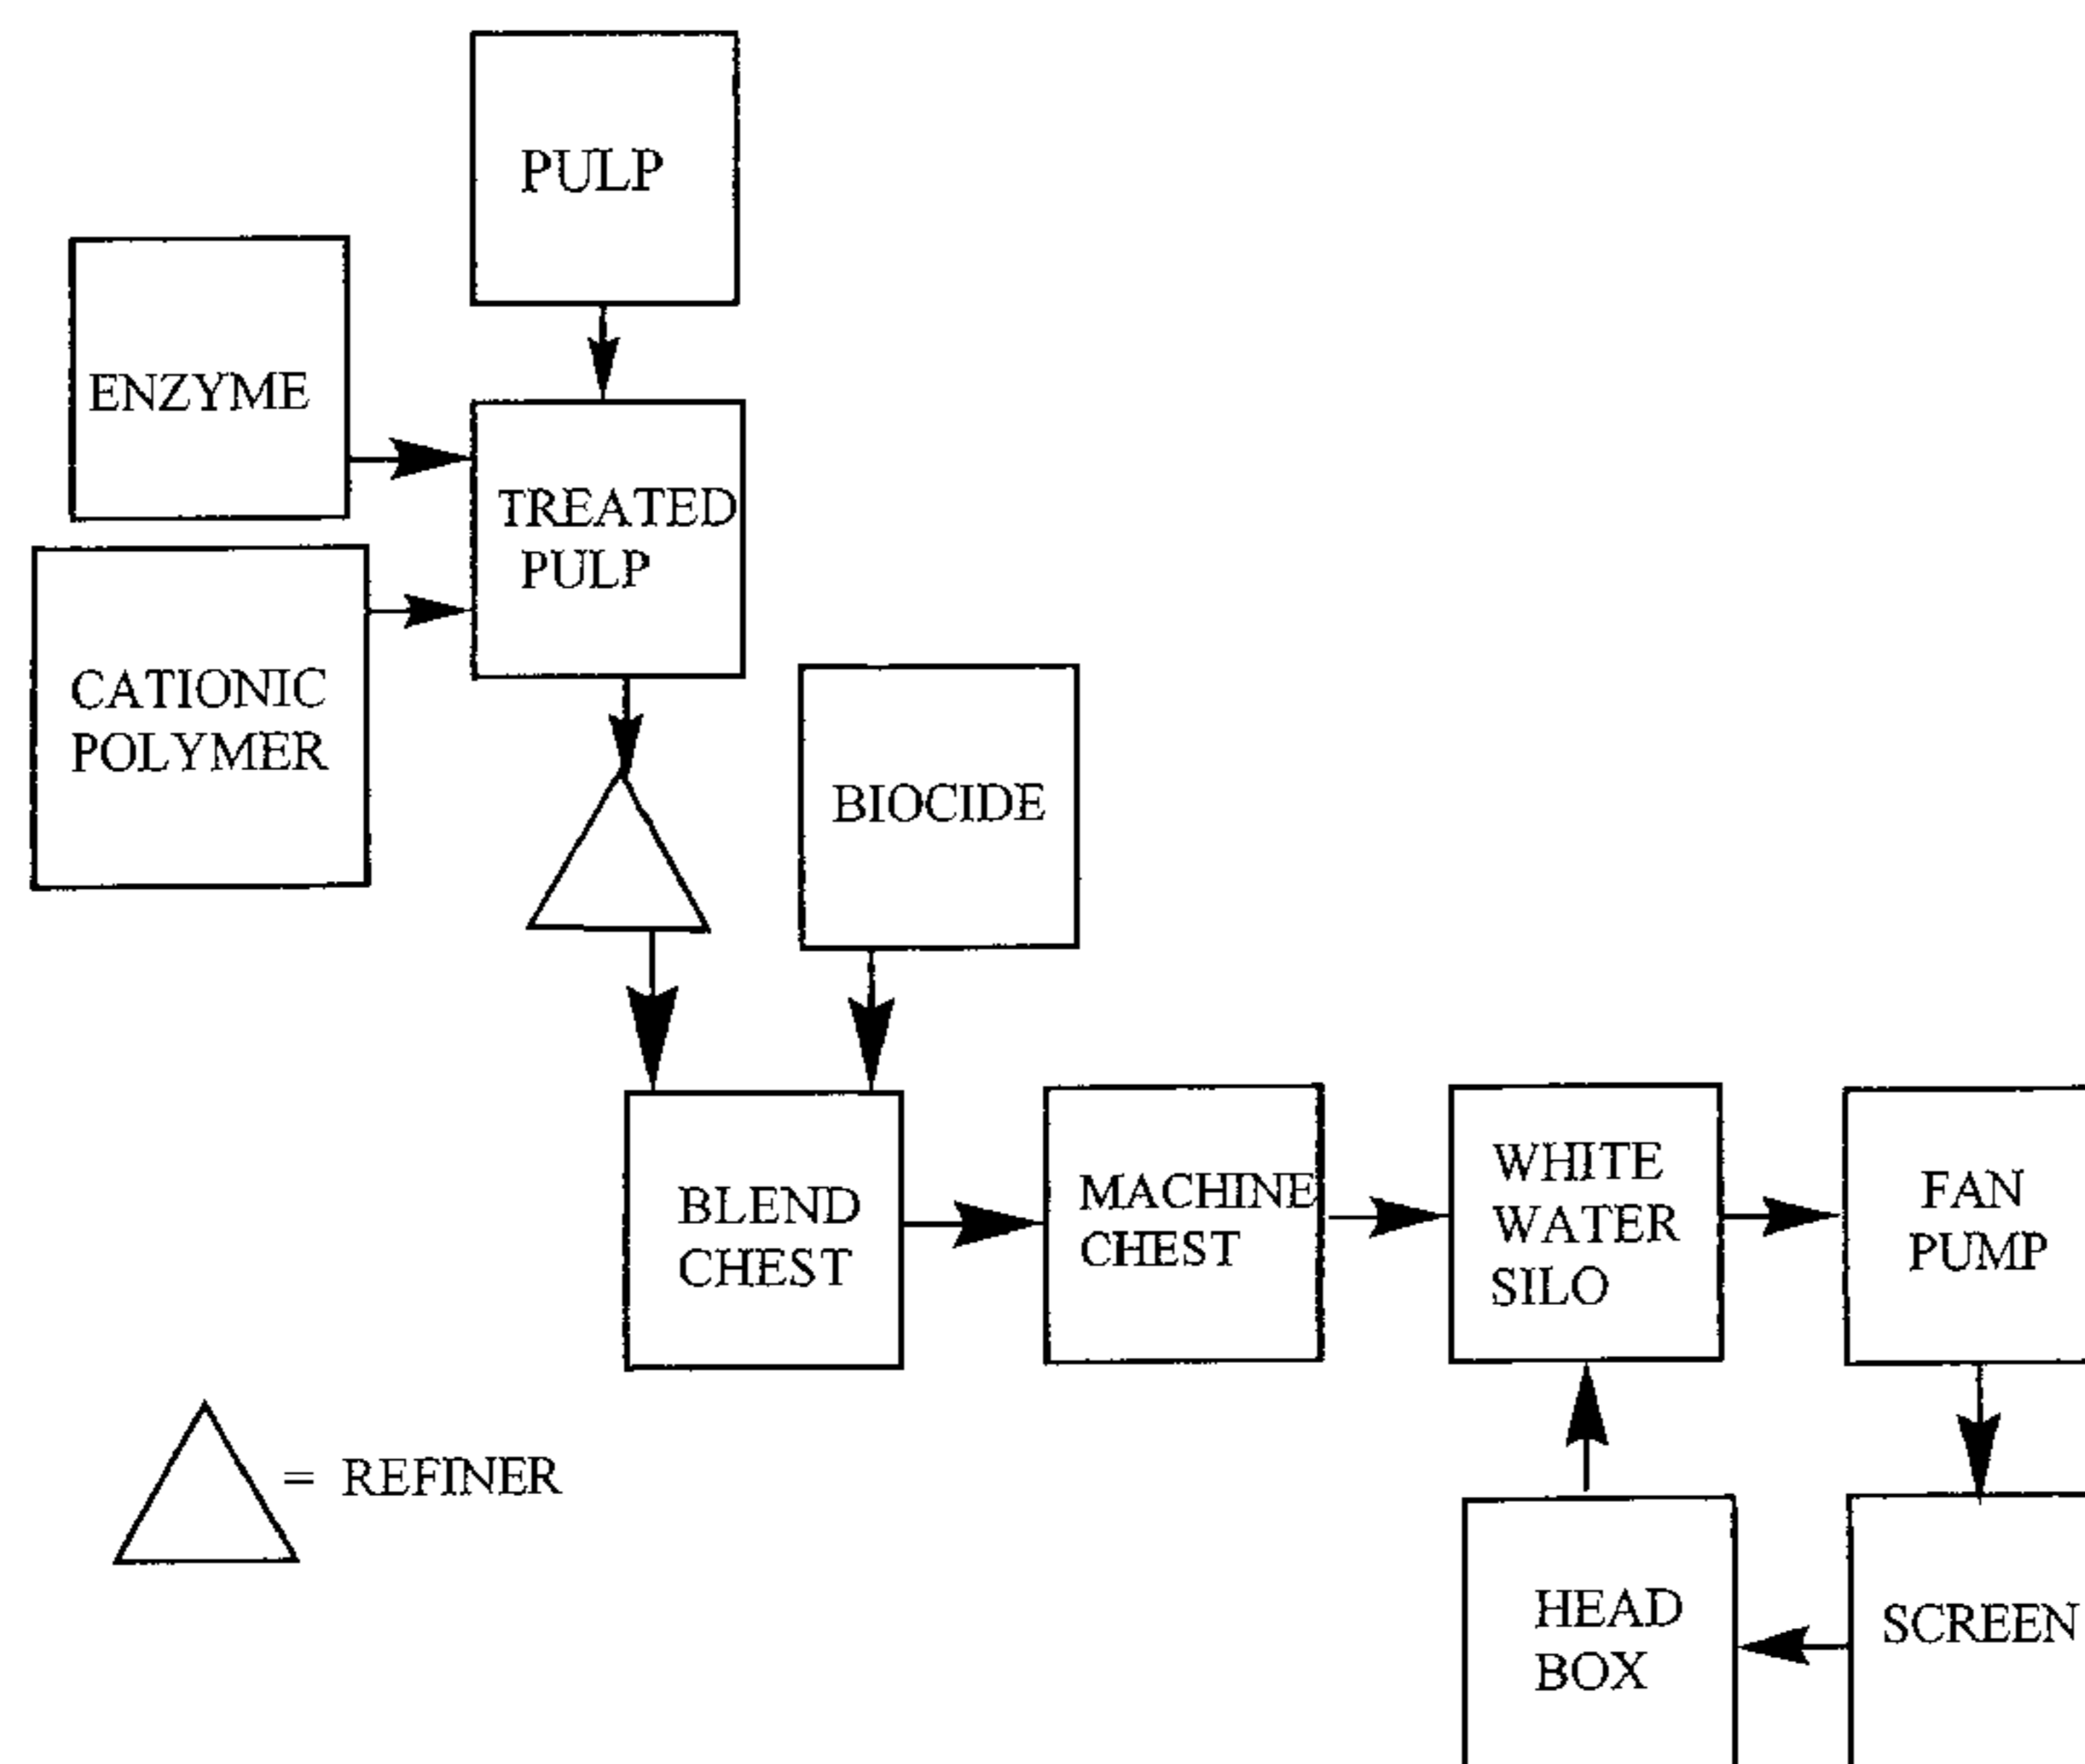 PULP
ENZYME
TREATED
PULP
CATIONIC
POLYMER
BIOCIDE
BLEND
CHEST
MACHINE
CHEST
WHITE
WATER
SILO
FAN
PUMP
= REFINER
HEAD
BOX
SCREEN